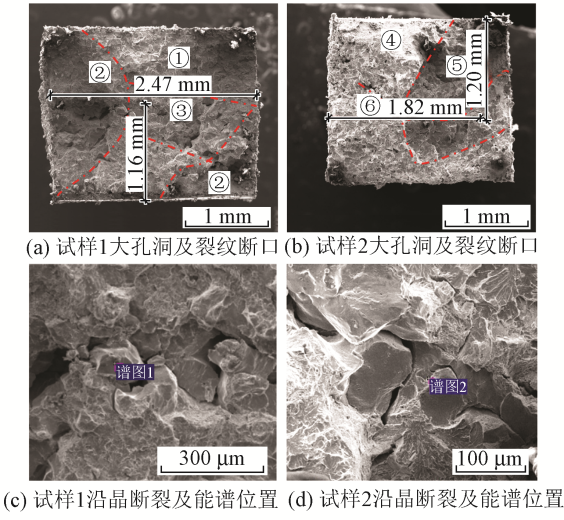 ①
②
2.47 mm
③
1.16 mm
②
1 mm
④
⑤
1.20 mm
⑥
1.82 mm
1 mm
(a) 试样1大孔洞及裂纹断口
(b) 试样2大孔洞及裂纹断口
谱图1
300 μm
谱图2
100 μm
(c) 试样1沿晶断裂及能谱位置
(d) 试样2沿晶断裂及能谱位置